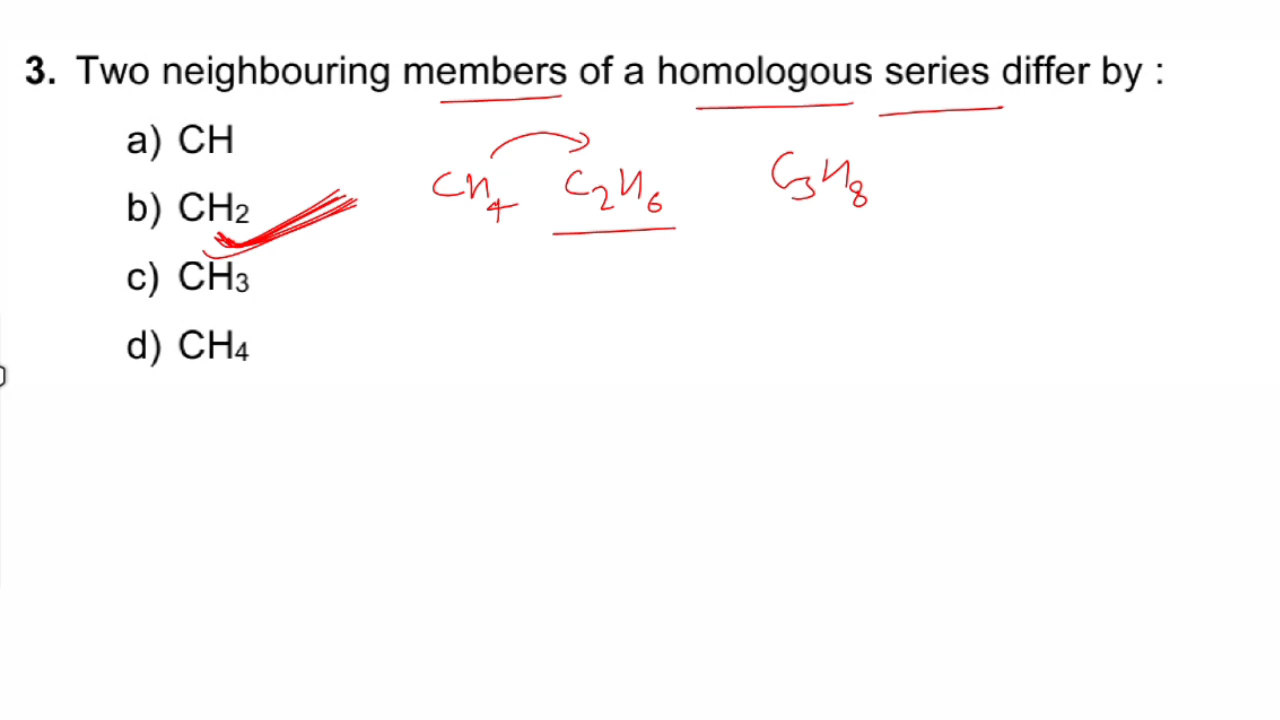 3. Two neighbouring members of a homologous series differ by :
a) CH
CH4 C2H6 C3H8
b) CH2
c) CH3
d) CH4